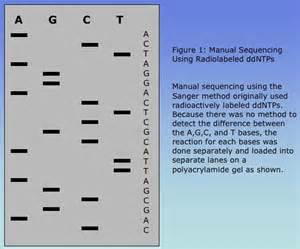 A G C T
A
C
T
A
G
G
A
C
T
C
G
C
A
T
T
A
G
C
G
A
C
Figure 1: Manual Sequencing
Using Radiolabeled ddNTPs
Manual sequencing using the
Sanger method originally used
radioactively labeled ddNTPs.
Because there was no method to
detect the difference between
the A,G,C, and T bases, the
reaction for each bases was
done separately and loaded into
separate lanes on a
polyacrylamide gel as shown.